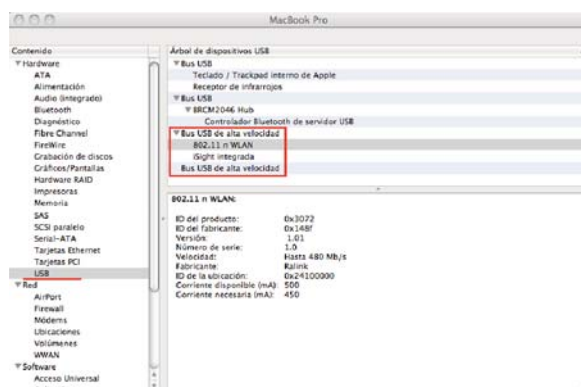 MacBook Pro
Contenido
▼ Hardware
ATA
Alimentación
Audio (integrado)
Bluetooth
Diagnóstico
Fibre Channel
FireWire
Grabación de discos
Gráficos/Pantallas
Hardware RAID
Impresoras
Memoria
SAS
SCSI paralelo
Serial-ATA
Tarjetas Ethernet
Tarjetas PCI
USB
▼ Red
AirPort
Firewall
Módems
Ubicaciones
Volúmenes
WWAN
▼ Software
Acceso Universal
Árbol de dispositivos USB
▼ Bus USB
Teclado / Trackpad interno de Apple
Receptor de infrarrojos
▼ Bus USB
▼ BRCM2046 Hub
Controlador Bluetooth de servidor USB
▼ Bus USB de alta velocidad
802.11 n WLAN
iSight integrada
Bus USB de alta velocidad
802.11 n WLAN:
ID del producto: 0x3072
ID del fabricante: 0x148f
Versión: 1.01
Número de serie: 1.0
Velocidad: Hasta 480 Mb/s
Fabricante: Ralink
ID de la ubicación: 0x24100000
Corriente disponible (mA): 500
Corriente necesaria (mA): 450